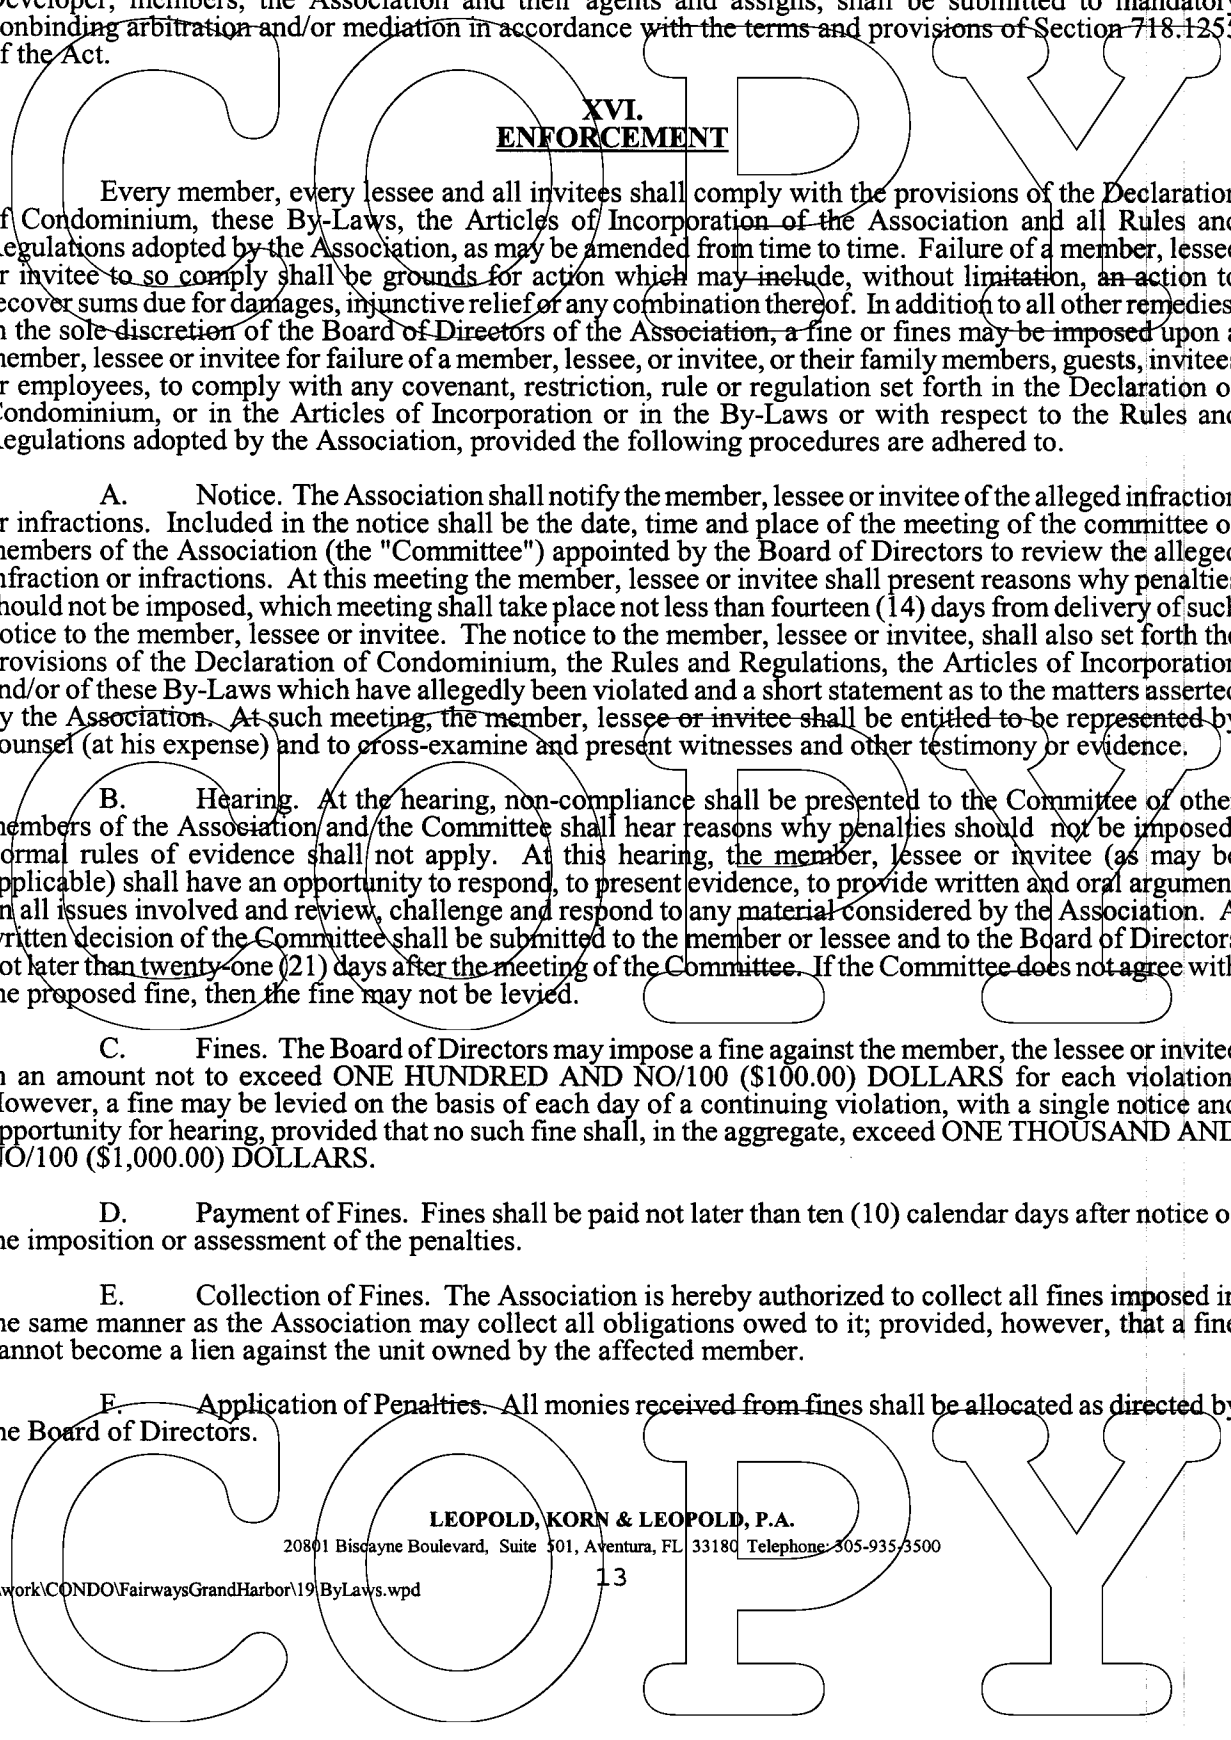 Developer, members, the Association and their agents and assigns, shall be submitted to mandatory
onbinding arbitration and/or mediation in accordance with the terms and provisions of Section 718.1255
f the Act.
XVI.
ENFORCEMENT
Every member, every lessee and all invitees shall comply with the provisions of the Declaration
f Condominium, these By-Laws, the Articles of Incorporation of the Association and all Rules and
egulations adopted by the Association, as may be amended from time to time. Failure of a member, lessee
r invitee to so comply shall be grounds for action which may include, without limitation, an action to
ecover sums due for damages, injunctive relief or any combination thereof. In addition to all other remedies,
n the sole discretion of the Board of Directors of the Association, a fine or fines may be imposed upon a
nember, lessee or invitee for failure of a member, lessee, or invitee, or their family members, guests, invitees
r employees, to comply with any covenant, restriction, rule or regulation set forth in the Declaration of
Condominium, or in the Articles of Incorporation or in the By-Laws or with respect to the Rules and
egulations adopted by the Association, provided the following procedures are adhered to.
A. Notice. The Association shall notify the member, lessee or invitee of the alleged infraction
r infractions. Included in the notice shall be the date, time and place of the meeting of the committee of
nembers of the Association (the "Committee") appointed by the Board of Directors to review the alleged
nfraction or infractions. At this meeting the member, lessee or invitee shall present reasons why penalties
hould not be imposed, which meeting shall take place not less than fourteen (14) days from delivery of such
otice to the member, lessee or invitee. The notice to the member, lessee or invitee, shall also set forth the
rovisions of the Declaration of Condominium, the Rules and Regulations, the Articles of Incorporation
nd/or of these By-Laws which have allegedly been violated and a short statement as to the matters asserted
y the Association. At such meeting, the member, lessee or invitee shall be entitled to be represented by
ounsel (at his expense) and to cross-examine and present witnesses and other testimony or evidence.
B. Hearing. At the hearing, non-compliance shall be presented to the Committee of other
nembers of the Association and the Committee shall hear reasons why penalties should not be imposed.
ormal rules of evidence shall not apply. At this hearing, the member, lessee or invitee (as may be
pplicable) shall have an opportunity to respond, to present evidence, to provide written and oral argument
n all issues involved and review, challenge and respond to any material considered by the Association. A
written decision of the Committee shall be submitted to the member or lessee and to the Board of Directors
ot later than twenty-one (21) days after the meeting of the Committee. If the Committee does not agree with
he proposed fine, then the fine may not be levied.
C. Fines. The Board of Directors may impose a fine against the member, the lessee or invitee
n an amount not to exceed ONE HUNDRED AND NO/100 ($100.00) DOLLARS for each violation.
However, a fine may be levied on the basis of each day of a continuing violation, with a single notice and
pportunity for hearing, provided that no such fine shall, in the aggregate, exceed ONE THOUSAND AND
NO/100 ($1,000.00) DOLLARS.
D. Payment of Fines. Fines shall be paid not later than ten (10) calendar days after notice of
he imposition or assessment of the penalties.
E. Collection of Fines. The Association is hereby authorized to collect all fines imposed in
he same manner as the Association may collect all obligations owed to it; provided, however, that a fine
annot become a lien against the unit owned by the affected member.
F. Application of Penalties. All monies received from fines shall be allocated as directed by
he Board of Directors.
LEOPOLD, KORN & LEOPOLD, P.A.
20801 Biscayne Boulevard, Suite 501, Aventura, FL 33180 Telephone: 305-935-3500
13
work\CONDO\FairwaysGrandHarbor\19 ByLaws.wpd
COPY
COPY
COPY